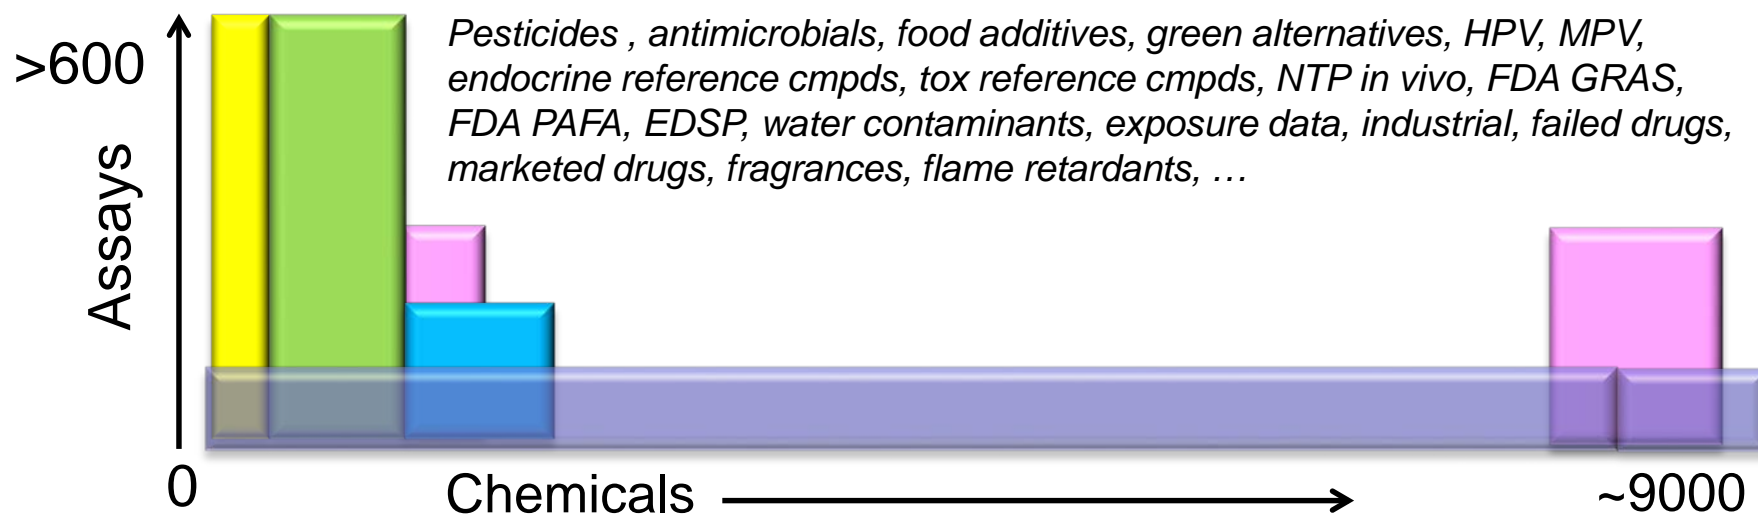 >600
Assays
Pesticides , antimicrobials, food additives, green alternatives, HPV, MPV,
endocrine reference cmpds, tox reference cmpds, NTP in vivo, FDA GRAS,
FDA PAFA, EDSP, water contaminants, exposure data, industrial, failed drugs,
marketed drugs, fragrances, flame retardants, …
0
Chemicals
~9000